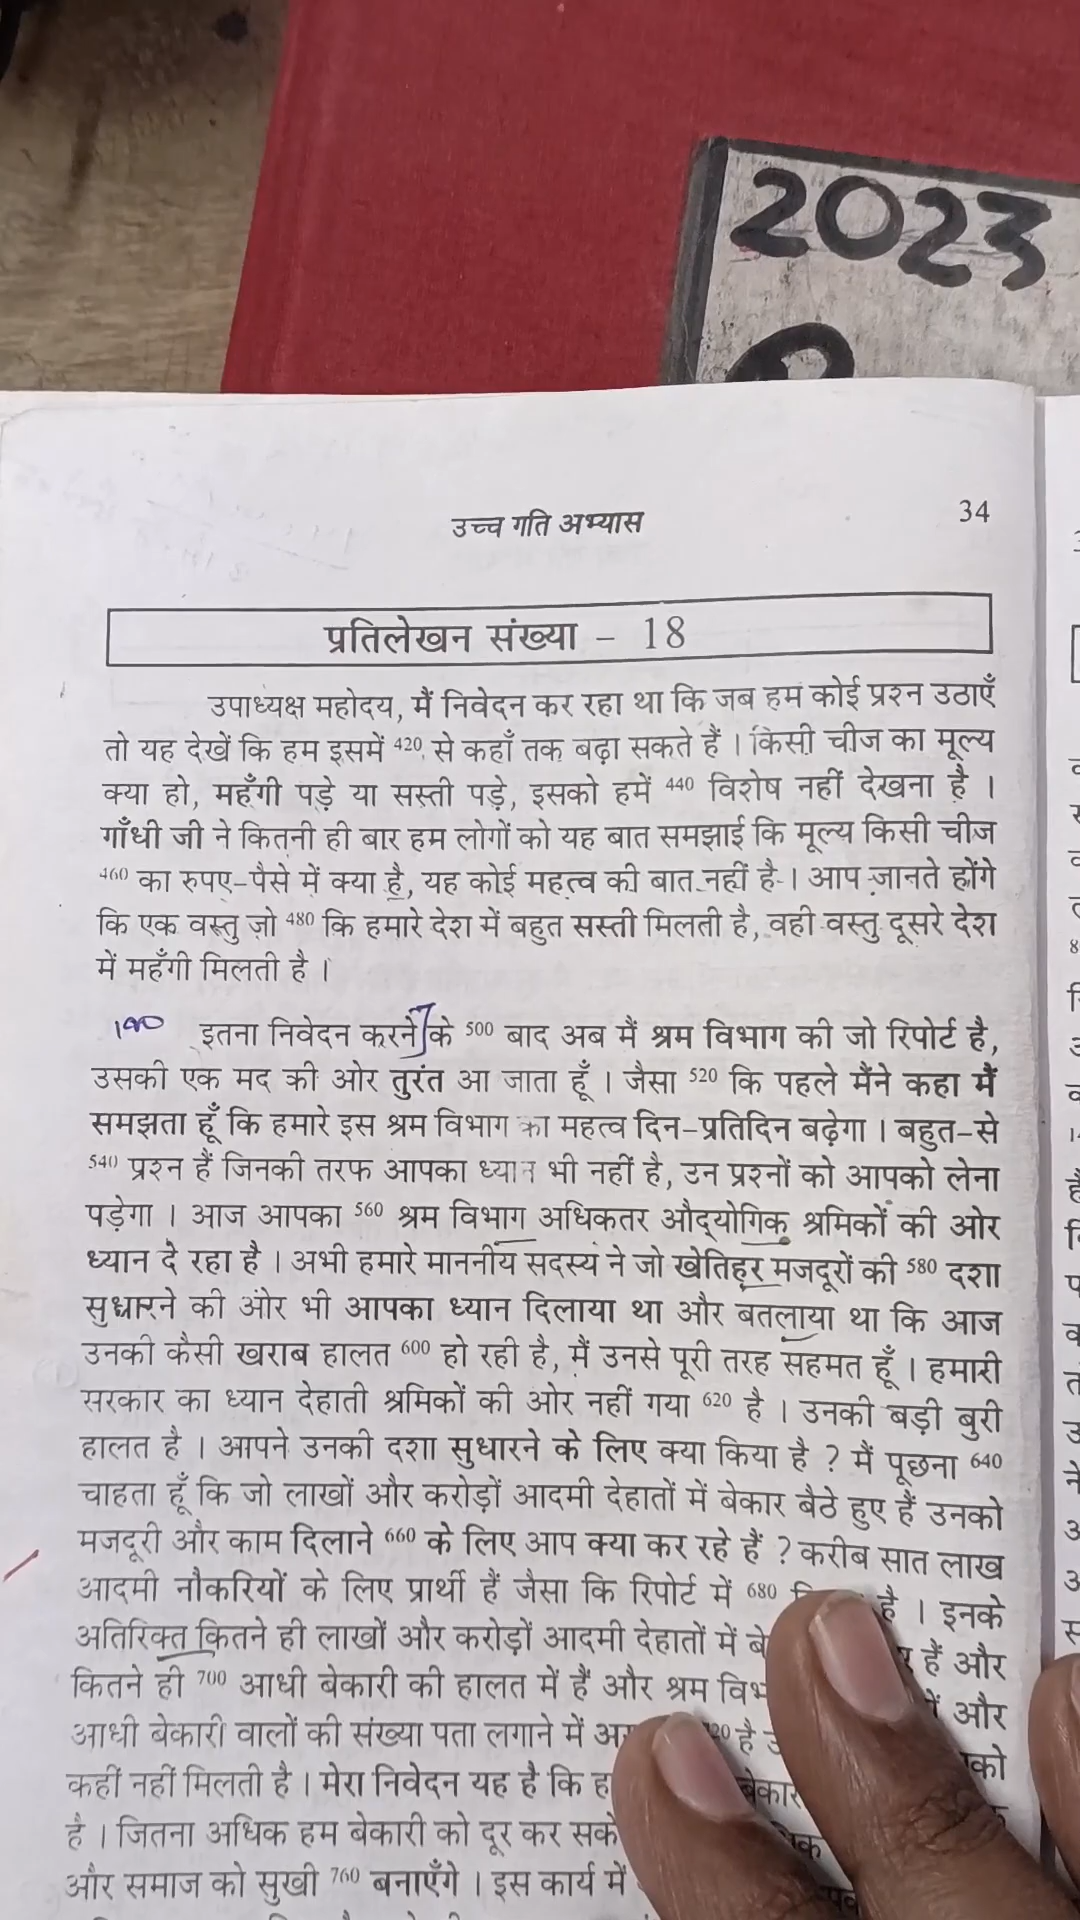 2023
उच्च गति अभ्यास
34
प्रतिलेखन संख्या – 18
उपाध्यक्ष महोदय, मैं निवेदन कर रहा था कि जब हम कोई प्रश्न उठाएँ
तो यह देखें कि हम इसमें 420 से कहाँ तक बढ़ा सकते हैं । किसी चीज का मूल्य
क्या हो, महँगी पड़े या सस्ती पड़े, इसको हमें 440 विशेष नहीं देखना है ।
गाँधी जी ने कितनी ही बार हम लोगों को यह बात समझाई कि मूल्य किसी चीज
460 का रुपए-पैसे में क्या है, यह कोई महत्व की बात नहीं है । आप जानते होंगे
कि एक वस्तु जो 480 कि हमारे देश में बहुत सस्ती मिलती है, वही वस्तु दूसरे देश
में महँगी मिलती है ।
इतना निवेदन करने के 500 बाद अब मैं श्रम विभाग की जो रिपोर्ट है,
उसकी एक मद की ओर तुरंत आ जाता हूँ । जैसा 520 कि पहले मैंने कहा मैं
समझता हूँ कि हमारे इस श्रम विभाग का महत्व दिन-प्रतिदिन बढ़ेगा । बहुत-से
540 प्रश्न हैं जिनकी तरफ आपका ध्यान भी नहीं है, उन प्रश्नों को आपको लेना
पड़ेगा । आज आपका 560 श्रम विभाग अधिकतर औद्योगिक श्रमिकों की ओर
ध्यान दे रहा है । अभी हमारे माननीय सदस्य ने जो खेतिहर मजदूरों की 580 दशा
सुधारने की ओर भी आपका ध्यान दिलाया था और बतलाया था कि आज
उनकी कैसी खराब हालत 600 हो रही है, मैं उनसे पूरी तरह सहमत हूँ । हमारी
सरकार का ध्यान देहाती श्रमिकों की ओर नहीं गया 620 है । उनकी बड़ी बुरी
हालत है । आपने उनकी दशा सुधारने के लिए क्या किया है ? मैं पूछना 640
चाहता हूँ कि जो लाखों और करोड़ों आदमी देहातों में बेकार बैठे हुए हैं उनको
मजदूरी और काम दिलाने 660 के लिए आप क्या कर रहे हैं ? करीब सात लाख
आदमी नौकरियों के लिए प्रार्थी हैं जैसा कि रिपोर्ट में 680 है । इनके
अतिरिक्त कितने ही लाखों और करोड़ों आदमी देहातों में हैं और
कितने ही 700 आधी बेकारी की हालत में हैं और श्रम और
आधी बेकारी वालों की संख्या पता लगाने में है
कहीं नहीं मिलती है । मेरा निवेदन यह है कि
है । जितना अधिक हम बेकारी को दूर कर
और समाज को सुखी 760 बनाएँगे । इस कार्य में